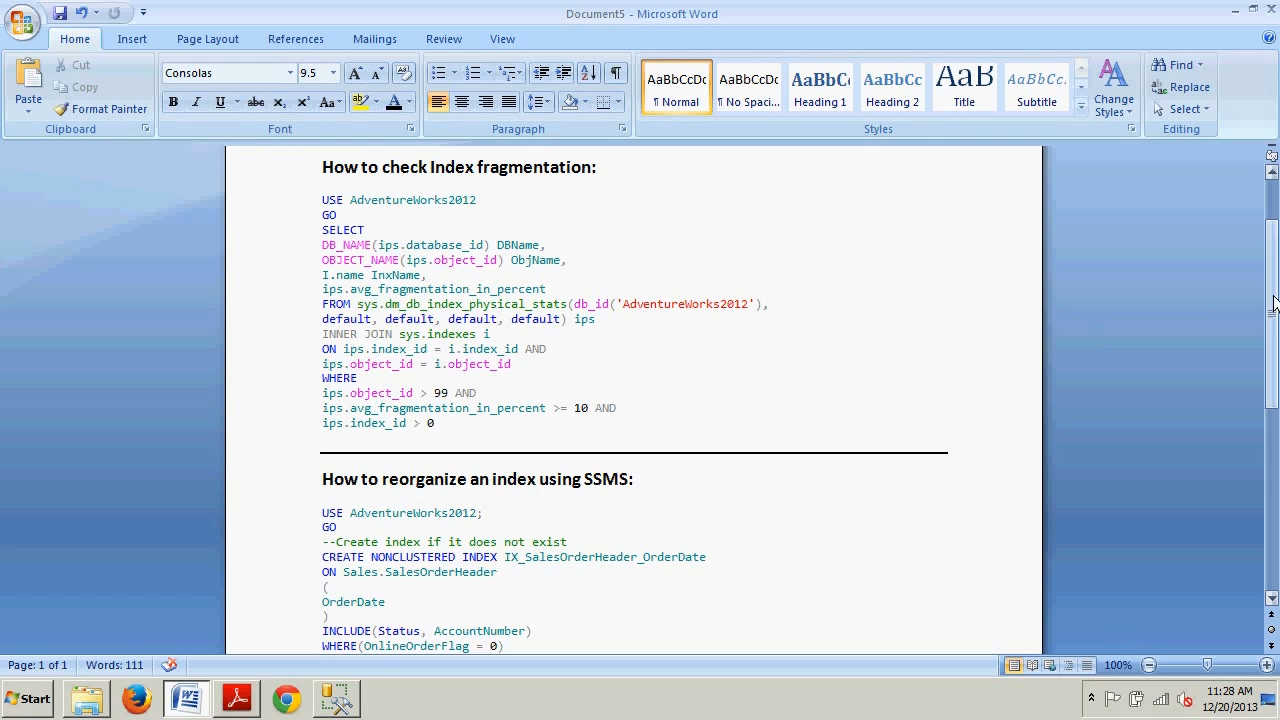 Document5 - Microsoft Word
Home Insert Page Layout References Mailings Review View
Paste
Cut
Copy
Format Painter
Clipboard
Consolas 9.5
Font
Paragraph
AaBbCcDc AaBbCcDc AaBbCc AaBbCc AaB AaBbCc.
¶ Normal ¶ No Spaci... Heading 1 Heading 2 Title Subtitle
Change Styles
Styles
Find
Replace
Select
Editing
How to check Index fragmentation:
USE AdventureWorks2012
GO
SELECT
DB_NAME(ips.database_id) DBName,
OBJECT_NAME(ips.object_id) ObjName,
I.name InxName,
ips.avg_fragmentation_in_percent
FROM sys.dm_db_index_physical_stats(db_id('AdventureWorks2012'),
default, default, default, default) ips
INNER JOIN sys.indexes i
ON ips.index_id = i.index_id AND
ips.object_id = i.object_id
WHERE
ips.object_id > 99 AND
ips.avg_fragmentation_in_percent >= 10 AND
ips.index_id > 0
How to reorganize an index using SSMS:
USE AdventureWorks2012;
GO
--Create index if it does not exist
CREATE NONCLUSTERED INDEX IX_SalesOrderHeader_OrderDate
ON Sales.SalesOrderHeader
(
OrderDate
)
INCLUDE(Status, AccountNumber)
WHERE(OnlineOrderFlag = 0)
Page: 1 of 1 Words: 111 100%
Start 11:28 AM
12/20/2013